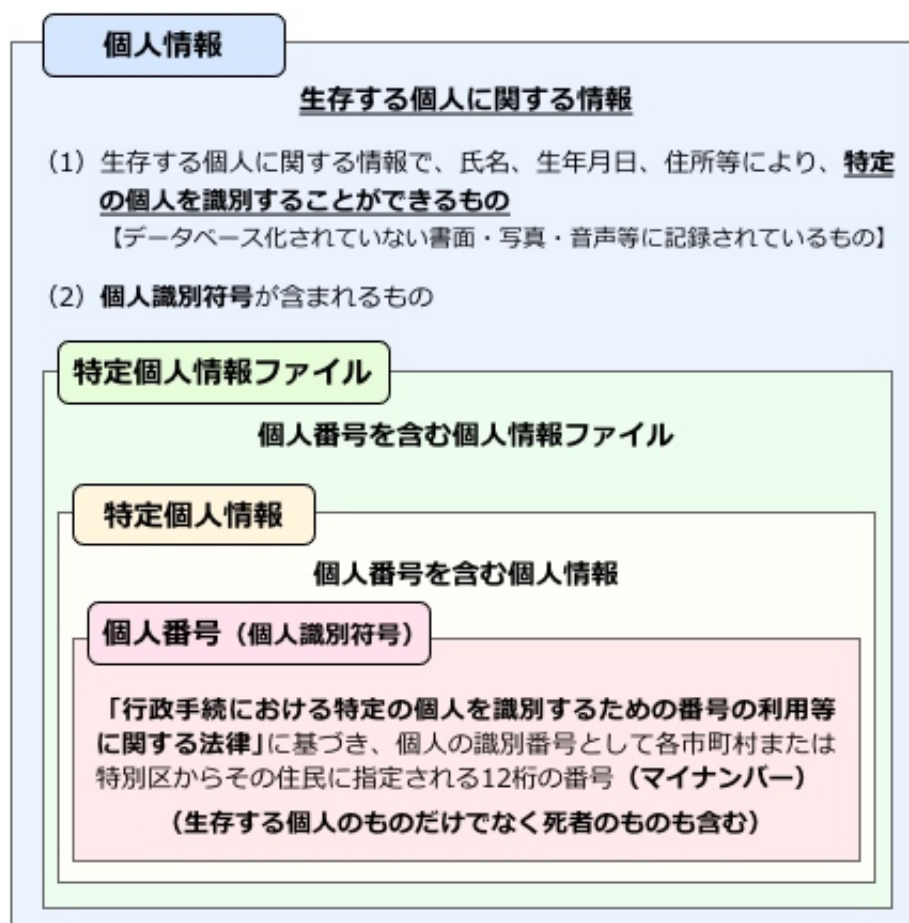 個人情報
生存する個人に関する情報
（1）生存する個人に関する情報で、氏名、生年月日、住所等により、特定
の個人を識別することができるもの
【データベース化されていない書面・写真・音声等に記録されているもの】
（2）個人識別符号が含まれるもの
特定個人情報ファイル
個人番号を含む個人情報ファイル
特定個人情報
個人番号を含む個人情報
個人番号（個人識別符号）
「行政手続における特定の個人を識別するための番号の利用等
に関する法律」に基づき、個人の識別番号として各市町村または
特別区からその住民に指定される12桁の番号（マイナンバー）
（生存する個人のものだけでなく死者のものも含む）